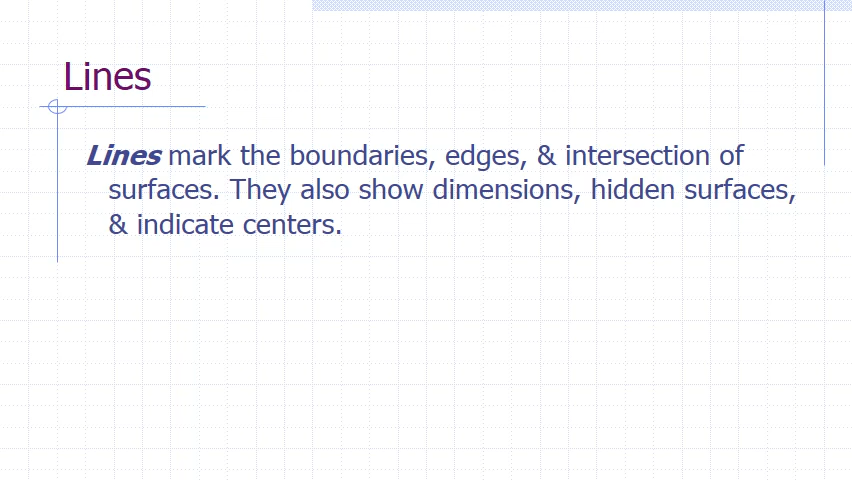 Lines
Lines mark the boundaries, edges, & intersection of
surfaces. They also show dimensions, hidden surfaces,
& indicate centers.